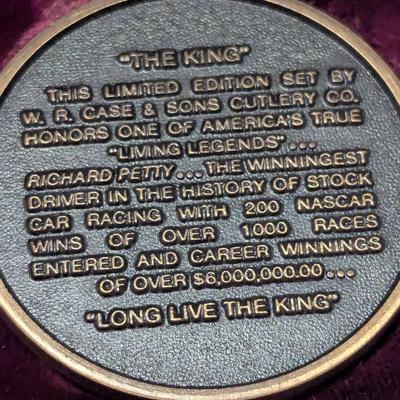 "THE KING"
THIS LIMITED EDITION SET BY
W. R. CASE & SONS CUTLERY CO.
HONORS ONE OF AMERICA'S TRUE
"LIVING LEGENDS" ...
RICHARD PETTY ... THE WINNINGEST
DRIVER IN THE HISTORY OF STOCK
CAR RACING WITH 200 NASCAR
WINS OF OVER 1,000 RACES
ENTERED AND CAREER WINNINGS
OF OVER $6,000,000.00 ...
"LONG LIVE THE KING"